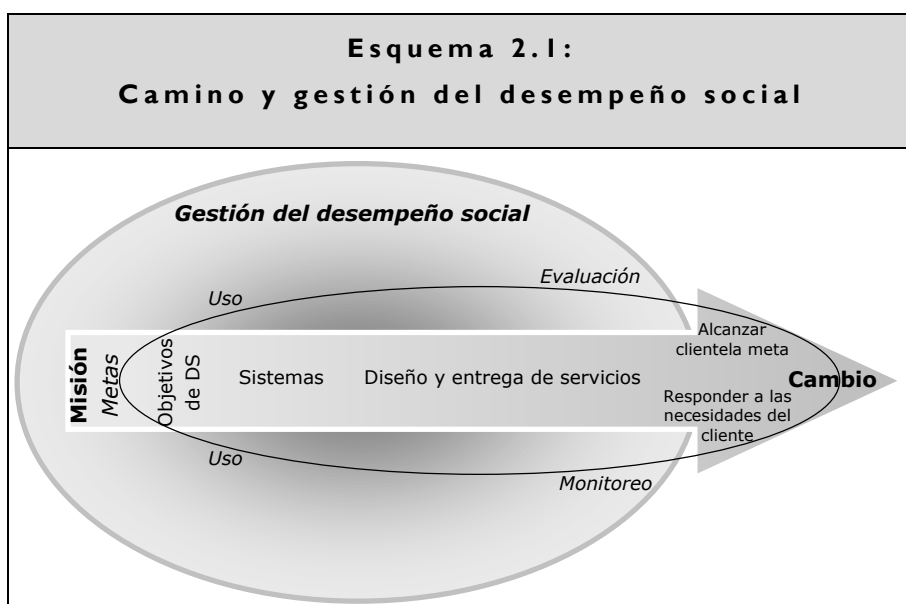 Esquema 2.1:
Camino y gestión del desempeño social
Gestión del desempeño social
Evaluación
Uso
Misión
Metas
Objetivos
de DS
Sistemas
Diseño y entrega de servicios
Alcanzar
clientela meta
Cambio
Responder a las
necesidades del
cliente
Uso
Monitoreo